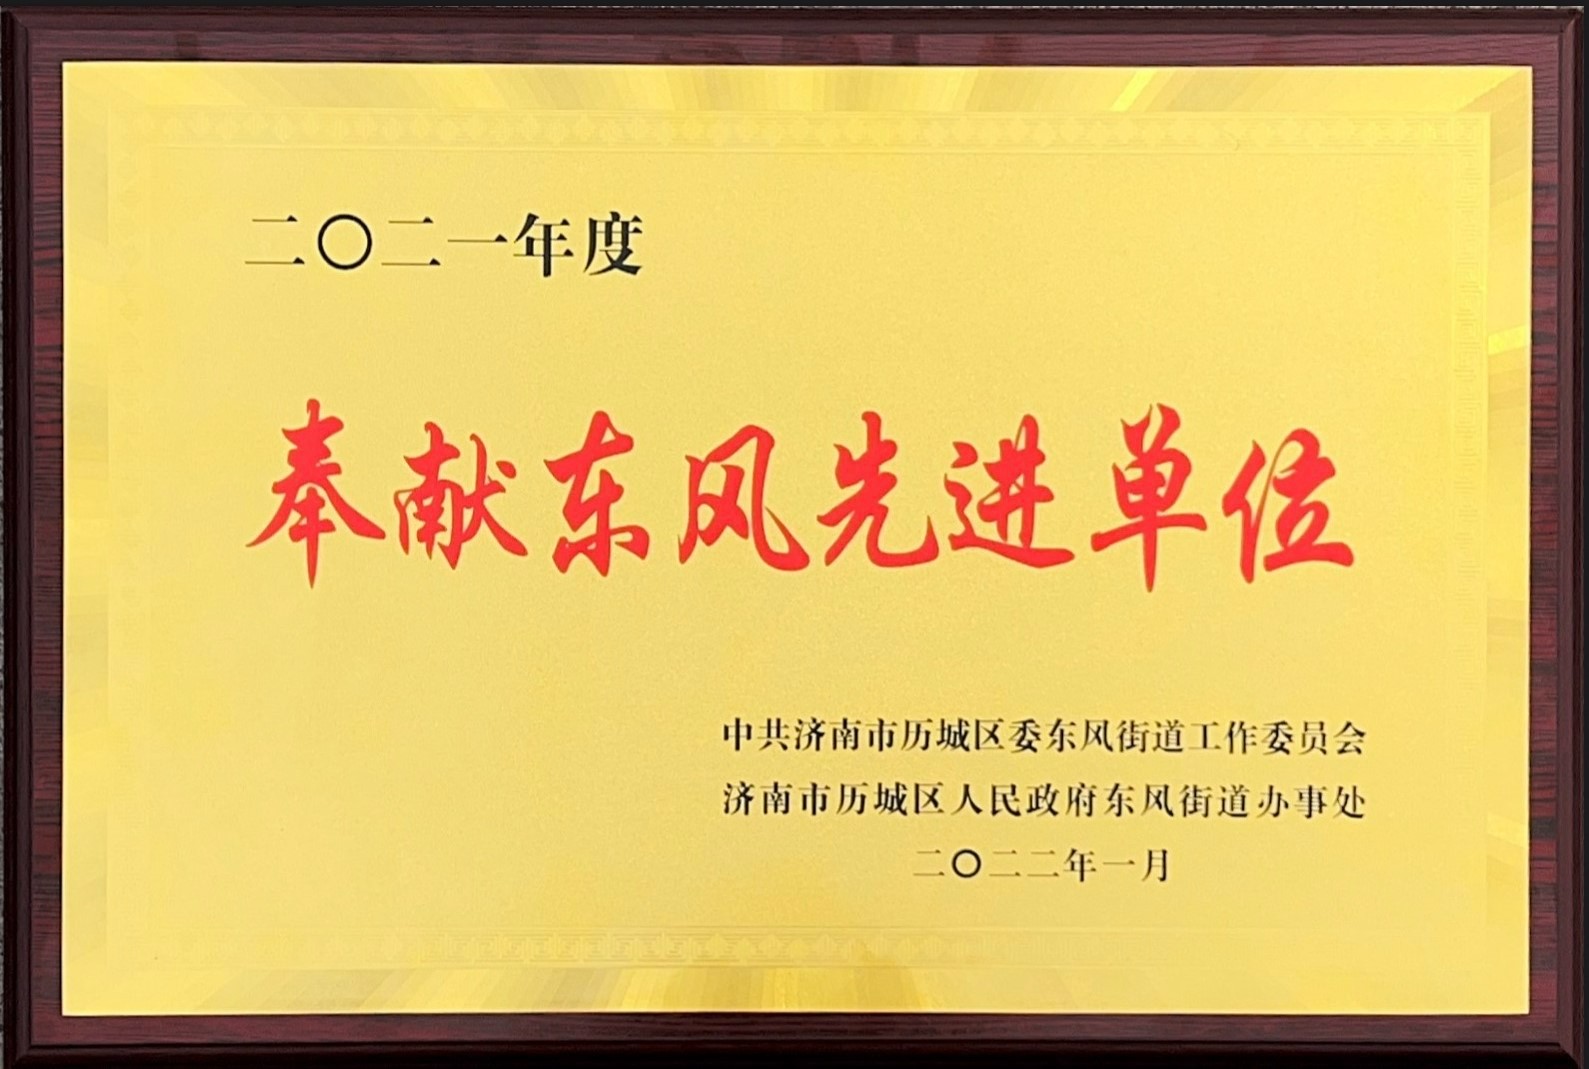 二〇二一年度
奉献东风先进单位
中共济南市历城区委东风街道工作委员会
济南市历城区人民政府东风街道办事处
二〇二二年一月